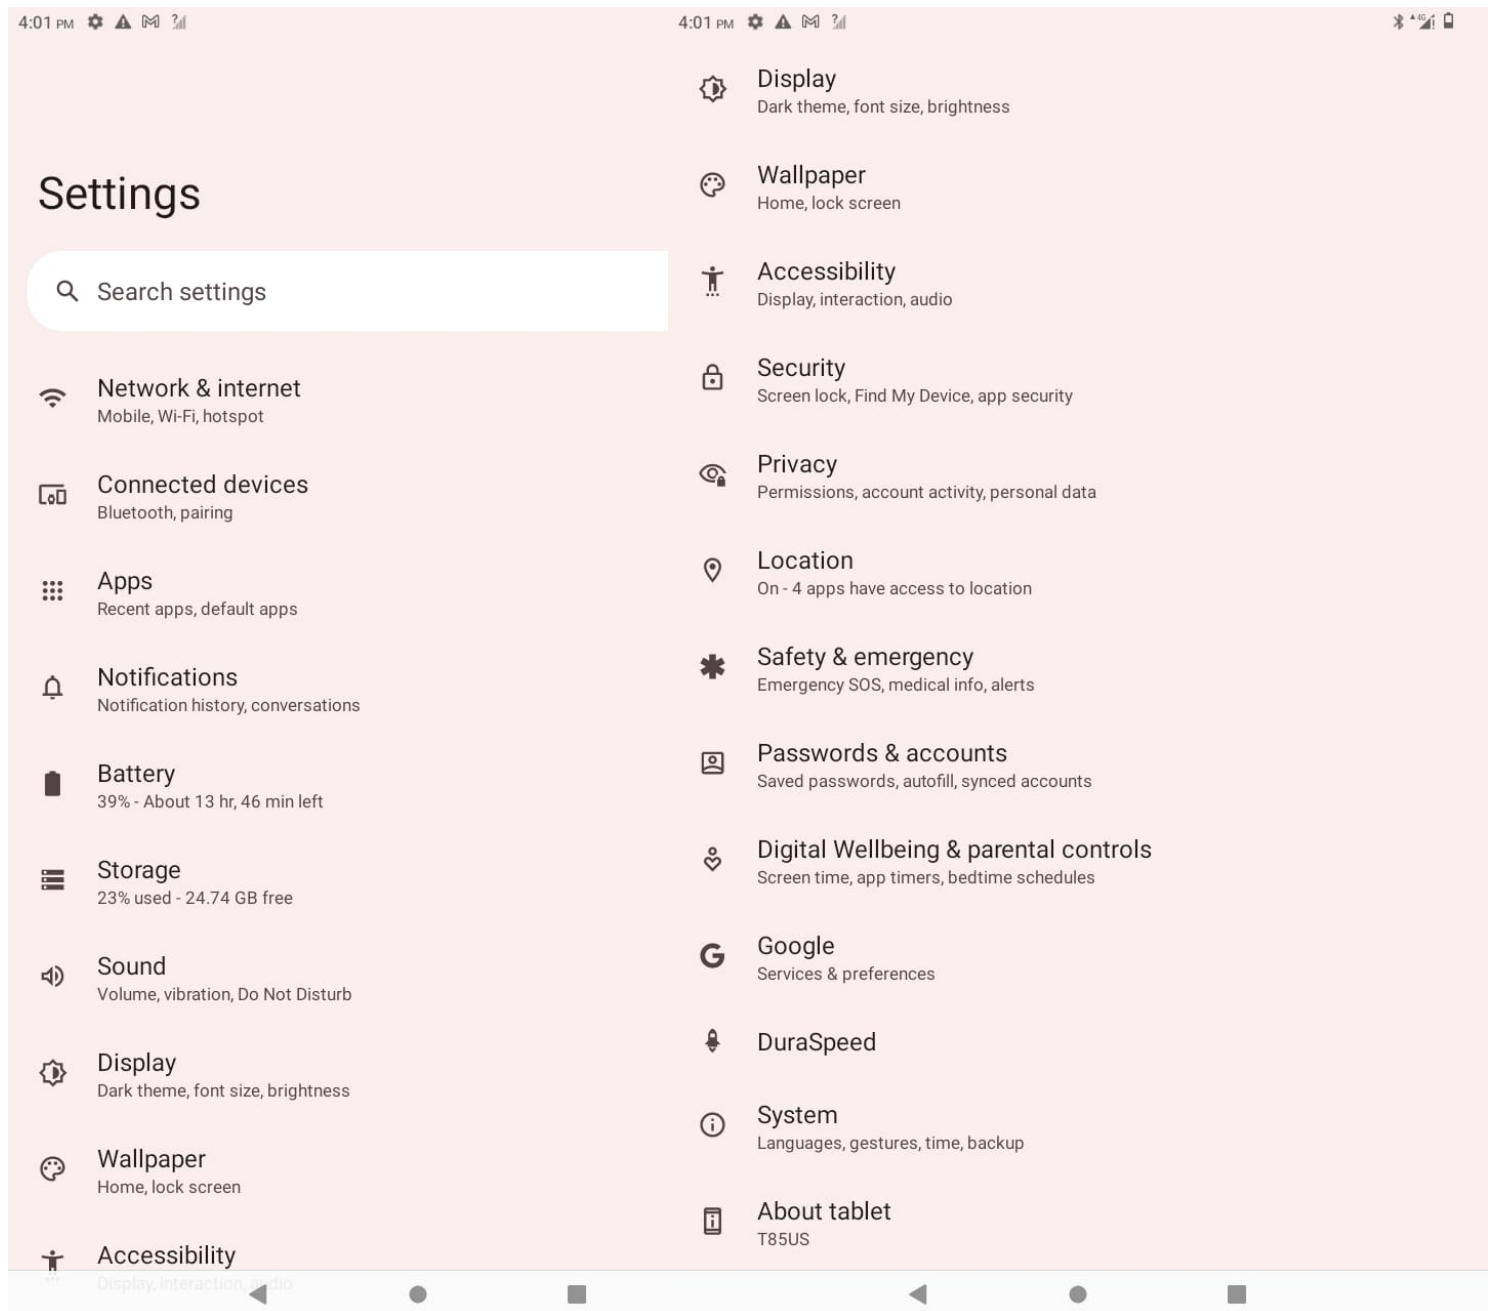 4:01 PM
Settings
Search settings
Network & internet
Mobile, Wi-Fi, hotspot
Connected devices
Bluetooth, pairing
Apps
Recent apps, default apps
Notifications
Notification history, conversations
Battery
39% - About 13 hr, 46 min left
Storage
23% used - 24.74 GB free
Sound
Volume, vibration, Do Not Disturb
Display
Dark theme, font size, brightness
Wallpaper
Home, lock screen
Accessibility
Display, interaction, audio
4:01 PM
4G
Display
Dark theme, font size, brightness
Wallpaper
Home, lock screen
Accessibility
Display, interaction, audio
Security
Screen lock, Find My Device, app security
Privacy
Permissions, account activity, personal data
Location
On - 4 apps have access to location
Safety & emergency
Emergency SOS, medical info, alerts
Passwords & accounts
Saved passwords, autofill, synced accounts
Digital Wellbeing & parental controls
Screen time, app timers, bedtime schedules
Google
Services & preferences
DuraSpeed
System
Languages, gestures, time, backup
About tablet
T85US